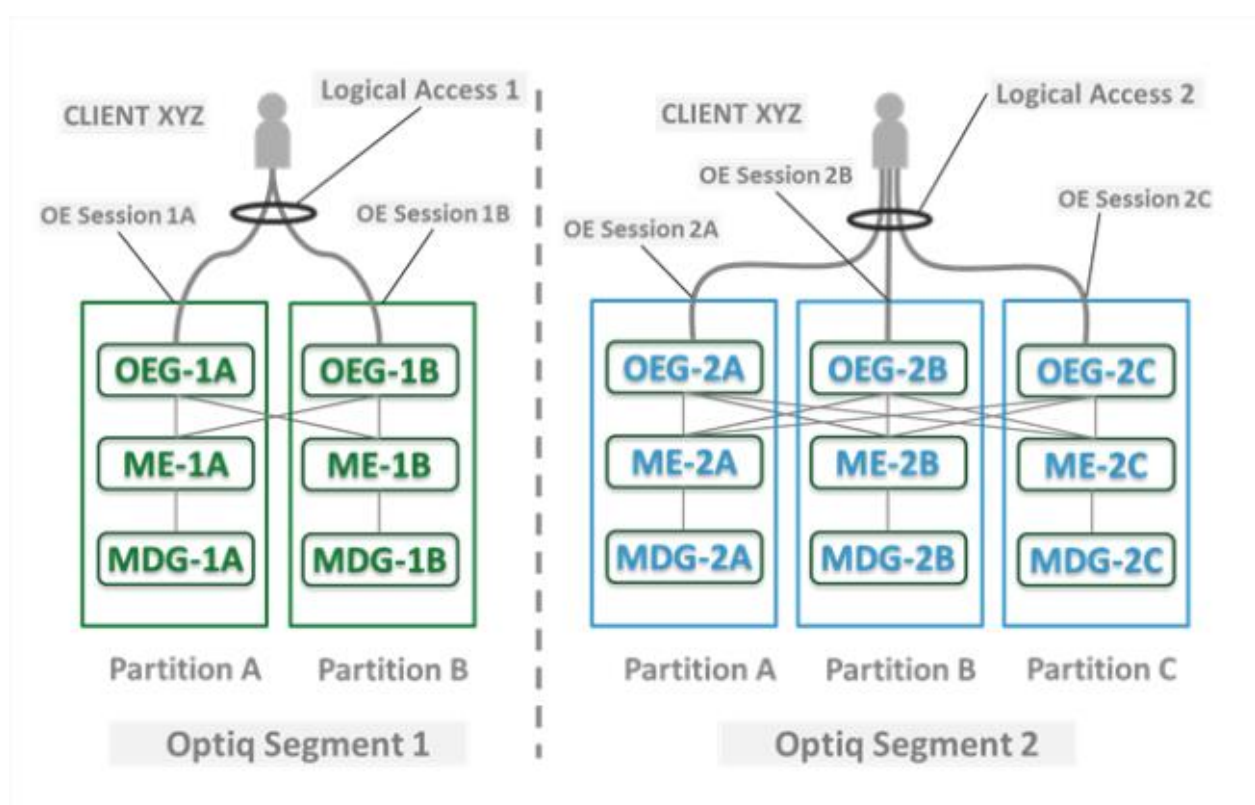 Logical Access 1
CLIENT XYZ
OE Session 1A
OE Session 1B
OEG-1A
OEG-1B
ME-1A
ME-1B
MDG-1A
MDG-1B
Partition A
Partition B
Optiq Segment 1
Logical Access 2
CLIENT XYZ
OE Session 2B
OE Session 2C
OE Session 2A
OEG-2A
OEG-2B
OEG-2C
ME-2A
ME-2B
ME-2C
MDG-2A
MDG-2B
MDG-2C
Partition A
Partition B
Partition C
Optiq Segment 2